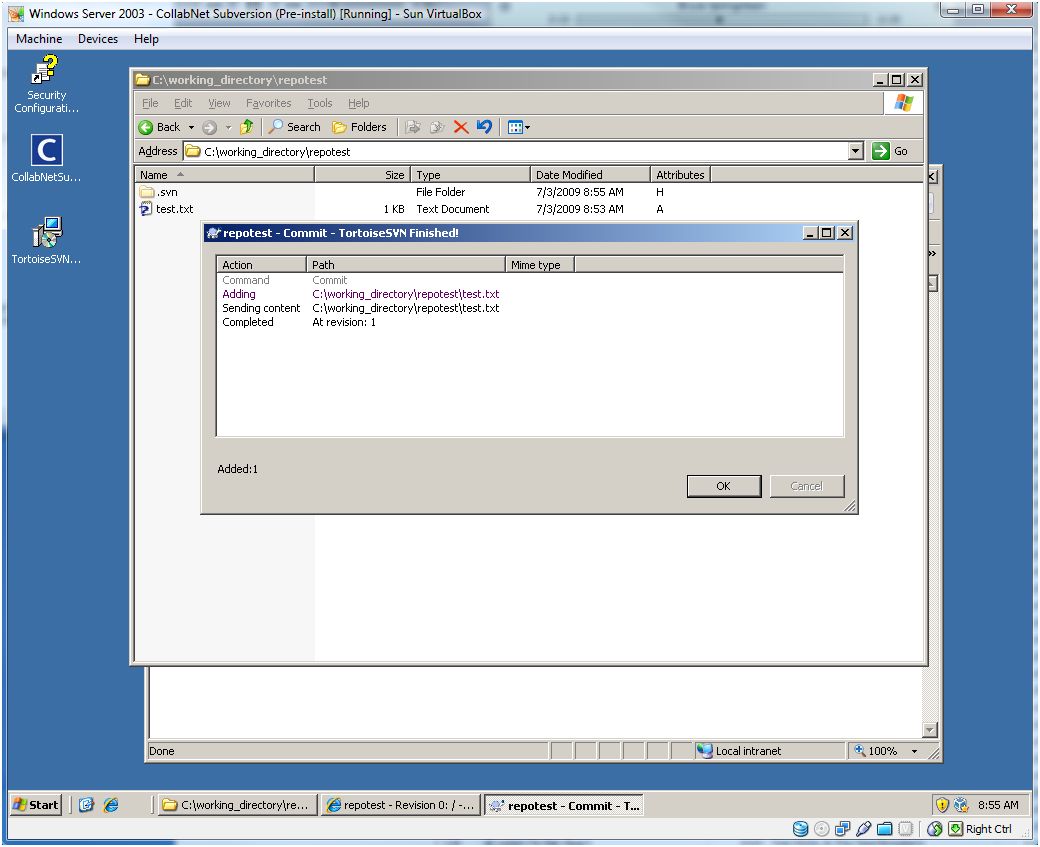 Windows Server 2003 - CollabNet Subversion (Pre-install) [Running] - Sun VirtualBox
Machine Devices Help
Security
Configurati...
CollabNetSu...
TortoiseSVN...
C:\working_directory\repotest
File Edit View Favorites Tools Help
Back Search Folders
Address C:\working_directory\repotest Go
Name Size Type Date Modified Attributes
.svn File Folder 7/3/2009 8:55 AM H
test.txt 1 KB Text Document 7/3/2009 8:53 AM A
repotest - Commit - TortoiseSVN Finished!
Action Path Mime type
Command Commit
Adding C:\working_directory\repotest\test.txt
Sending content C:\working_directory\repotest\test.txt
Completed At revision: 1
Added:1
OK Cancel
Done Local intranet 100%
Start C:\working_directory\re... repotest - Revision 0: / -... repotest - Commit - T... 8:55 AM
Right Ctrl